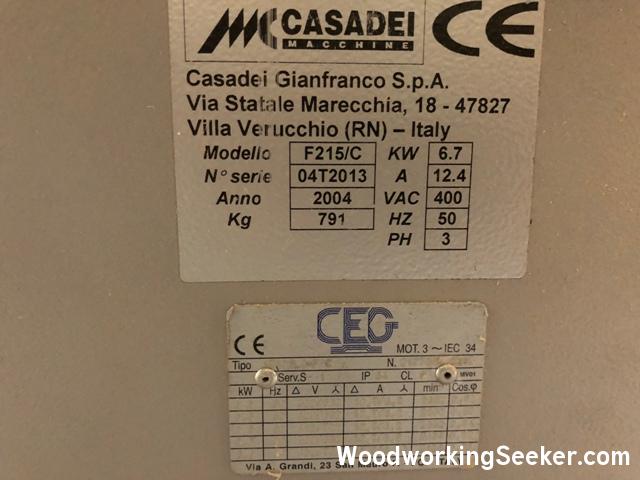 CASADEI
MACCHINE
CE
Casadei Gianfranco S.p.A.
Via Statale Marecchia, 18 - 47827
Villa Verucchio (RN) – Italy
Modello F215/C KW 6.7
N° serie 04T2013 A 12.4
Anno 2004 VAC 400
Kg 791 HZ 50
PH 3
CEG
CE MOT. 3 ~ IEC 34
Tipo N.
Serv.S IP CL MV01
kW Hz △ V ⅄ △ A ⅄ min Cos.φ
Via A. Grandi, 23 San
WoodworkingSeeker.com